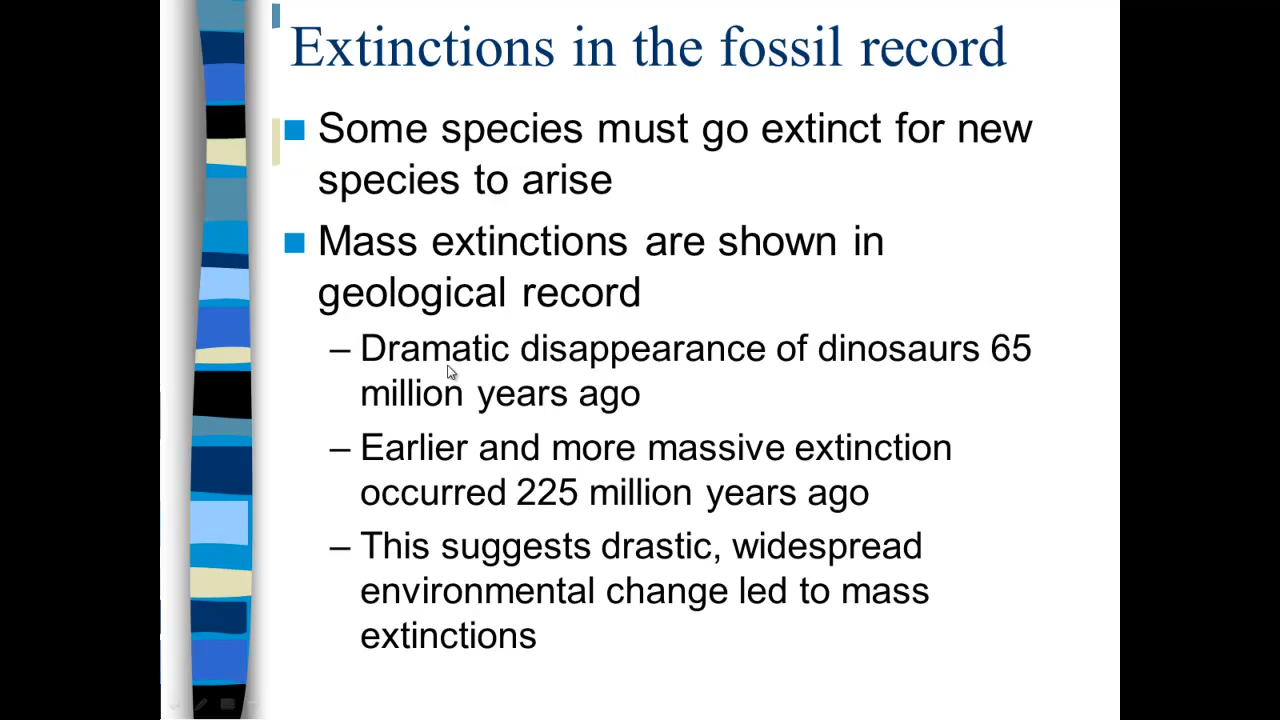 Extinctions in the fossil record
■ Some species must go extinct for new
species to arise
■ Mass extinctions are shown in
geological record
– Dramatic disappearance of dinosaurs 65
million years ago
– Earlier and more massive extinction
occurred 225 million years ago
– This suggests drastic, widespread
environmental change led to mass
extinctions